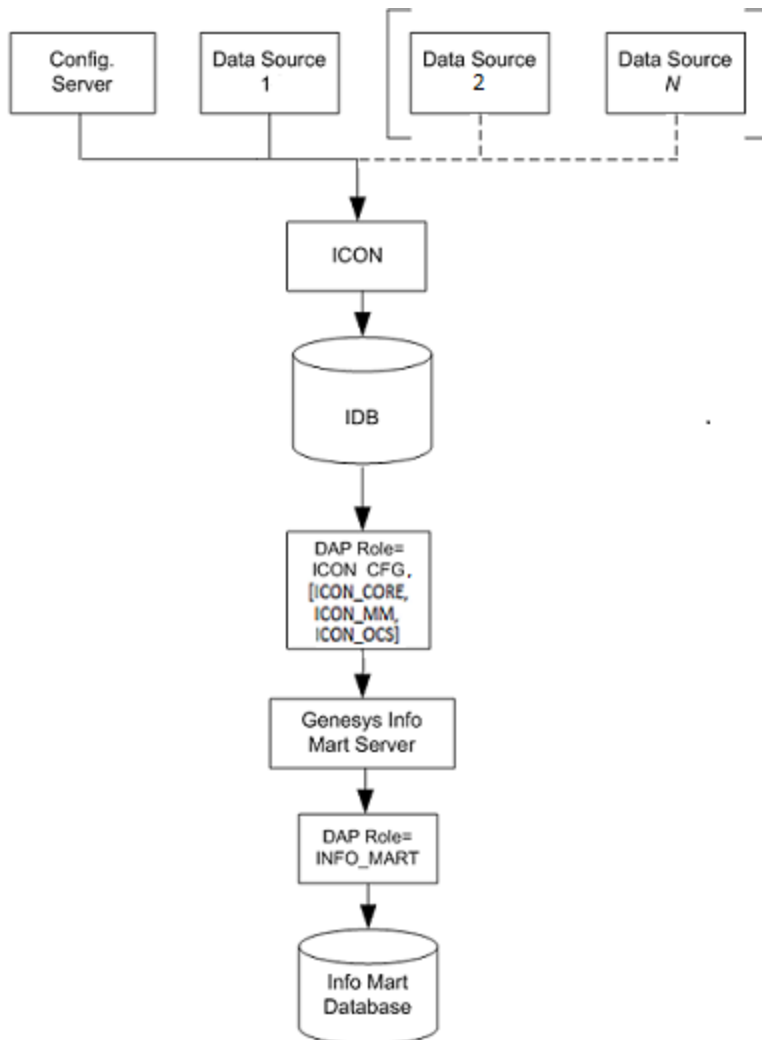 Config.
Server
Data Source
1
Data Source
2
Data Source
N
ICON
IDB
DAP Role=
ICON_CFG,
[ICON_CORE,
ICON_MM,
ICON_OCS]
Genesys Info
Mart Server
DAP Role=
INFO_MART
Info Mart
Database